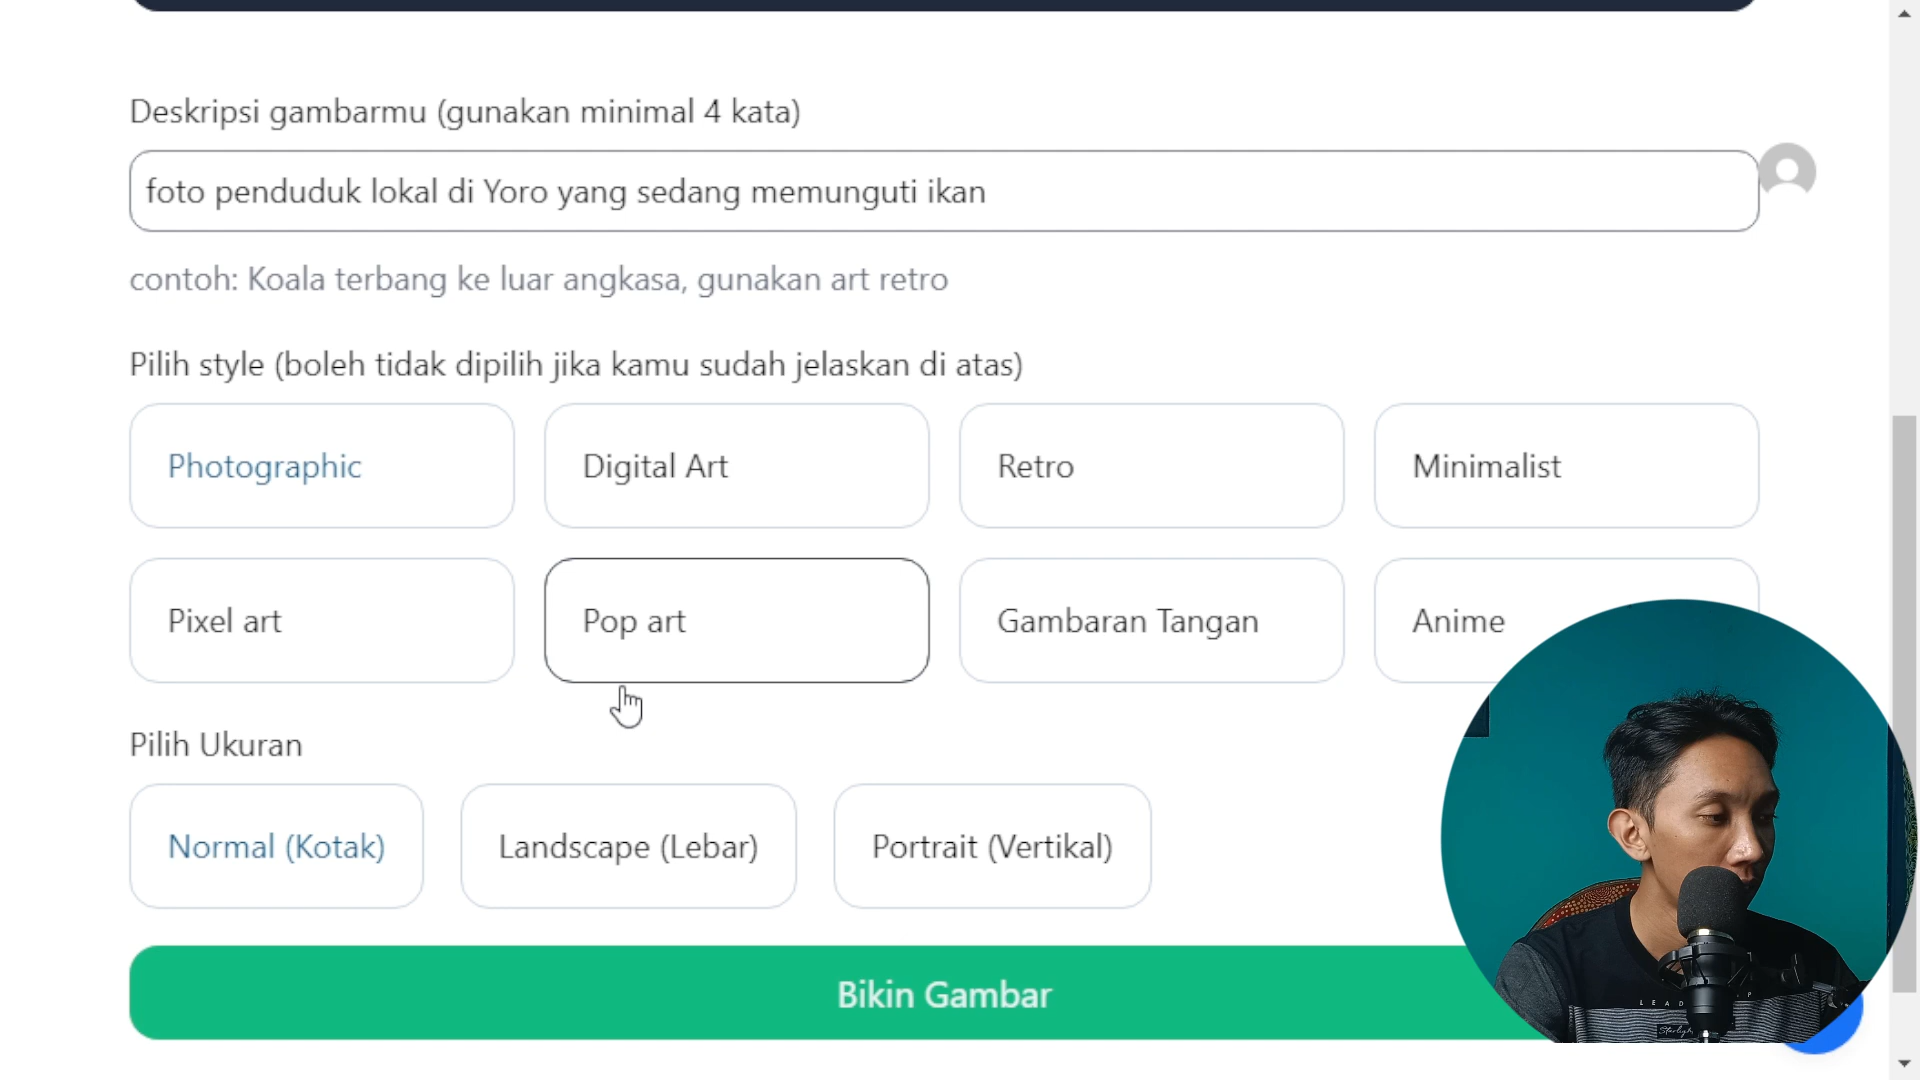 Deskripsi gambarmu (gunakan minimal 4 kata)
foto penduduk lokal di Yoro yang sedang memunguti ikan
contoh: Koala terbang ke luar angkasa, gunakan art retro
Pilih style (boleh tidak dipilih jika kamu sudah jelaskan di atas)
Photographic
Digital Art
Retro
Minimalist
Pixel art
Pop art
Gambaran Tangan
Anime
Pilih Ukuran
Normal (Kotak)
Landscape (Lebar)
Portrait (Vertikal)
Bikin Gambar